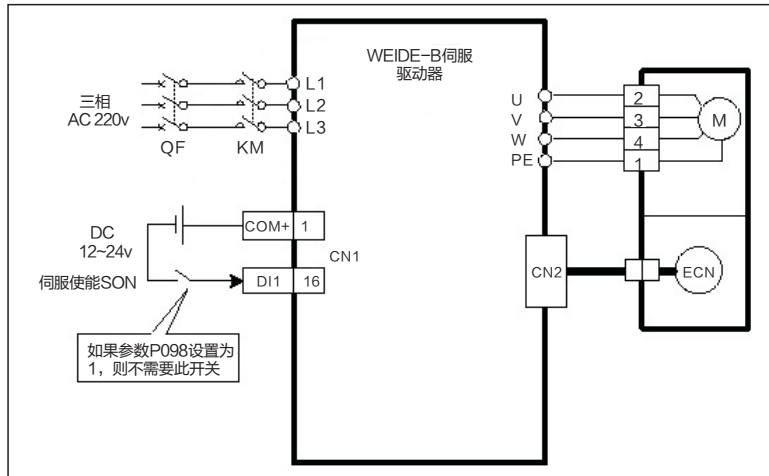 WEIDE-B伺服
驱动器
三相
AC 220v
QF
KM
L1
L2
L3
U
V
W
PE
2
3
4
1
M
DC
12~24v
COM+
1
CN1
伺服使能SON
DI1
16
CN2
ECN
如果参数P098设置为
1，则不需要此开关